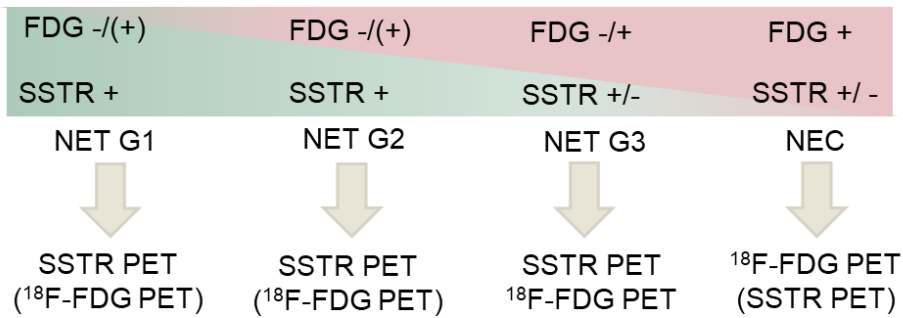 FDG -/(+) FDG -/(+) FDG -/+ FDG +
SSTR + SSTR + SSTR +/- SSTR +/ -
NET G1 NET G2 NET G3 NEC
SSTR PET SSTR PET SSTR PET ¹⁸F-FDG PET
(¹⁸F-FDG PET) (¹⁸F-FDG PET) ¹⁸F-FDG PET (SSTR PET)